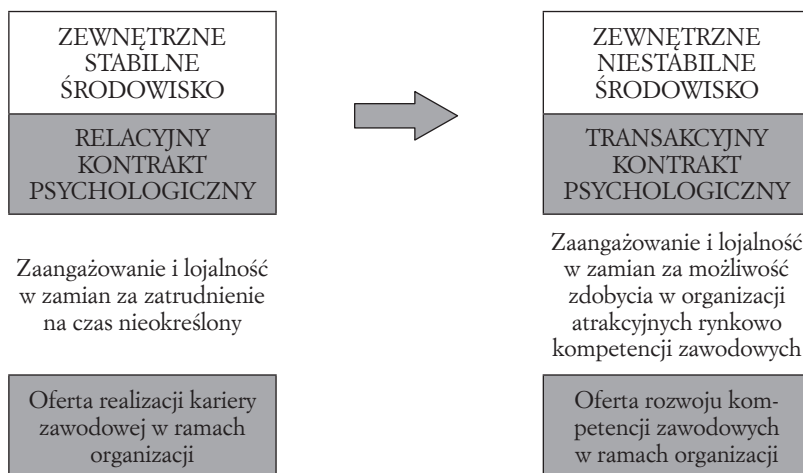 ZEWNĘTRZNE
STABILNE
ŚRODOWISKO
RELACYJNY
KONTRAKT
PSYCHOLOGICZNY
Zaangażowanie i lojalność
w zamian za zatrudnienie
na czas nieokreślony
Oferta realizacji kariery
zawodowej w ramach
organizacji
ZEWNĘTRZNE
NIESTABILNE
ŚRODOWISKO
TRANSAKCYJNY
KONTRAKT
PSYCHOLOGICZNY
Zaangażowanie i lojalność
w zamian za możliwość
zdobycia w organizacji
atrakcyjnych rynkowo
kompetencji zawodowych
Oferta rozwoju kom-
petencji zawodowych
w ramach organizacji